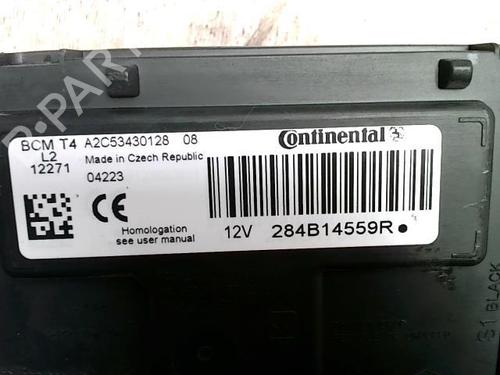 BCM T4 A2C53430128 08
L2
12271
Made in Czech Republic
04223
Continental
CE
Homologation
see user manual
12V 284B14559R
S1 BLACK
B-PARTS